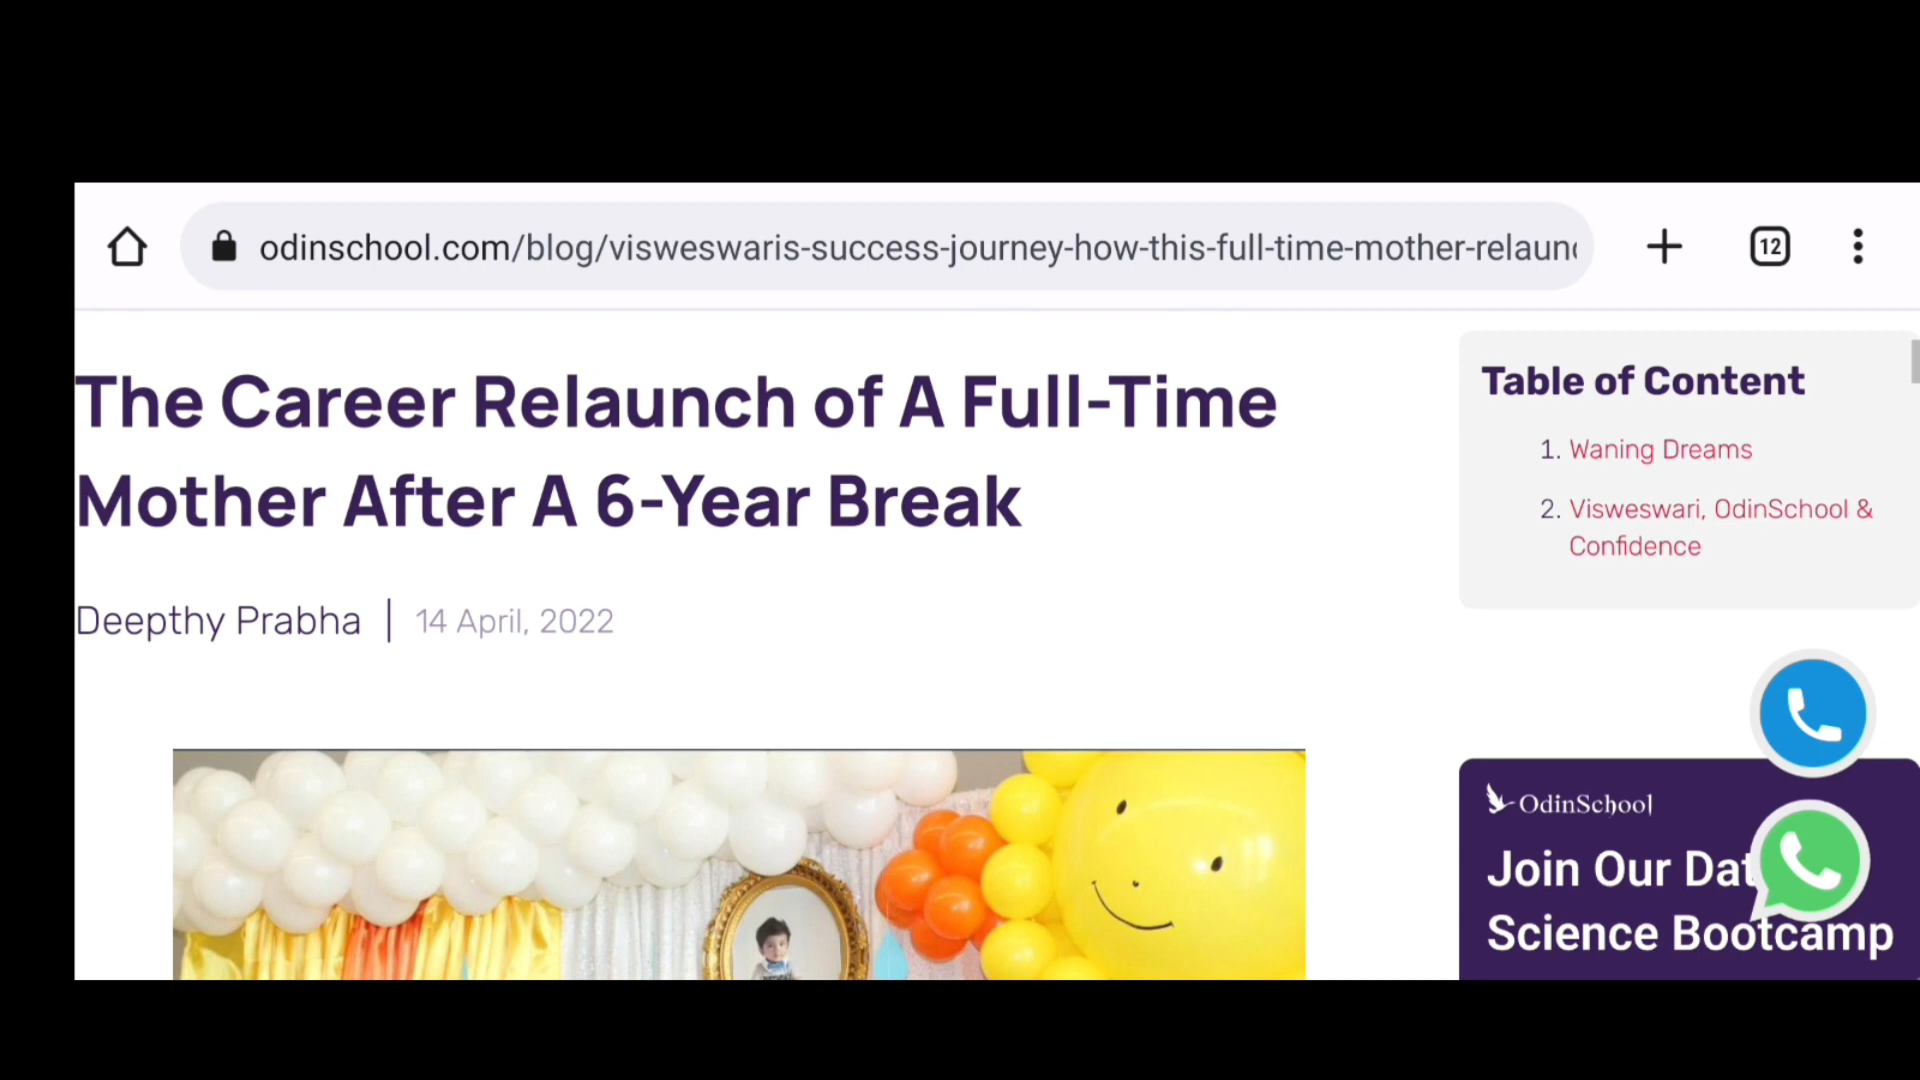 odinschool.com/blog/visweswaris-success-journey-how-this-full-time-mother-relaun
12
The Career Relaunch of A Full-Time
Mother After A 6-Year Break
Deepthy Prabha | 14 April, 2022
Table of Content
1. Waning Dreams
2. Visweswari, OdinSchool &
Confidence
OdinSchool
Join Our Dat
Science Bootcamp